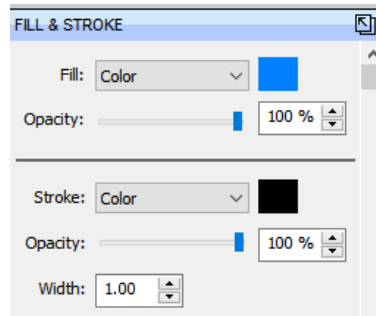 FILL & STROKE
Fill: Color
Opacity: 100 %
Stroke: Color
Opacity: 100 %
Width: 1.00